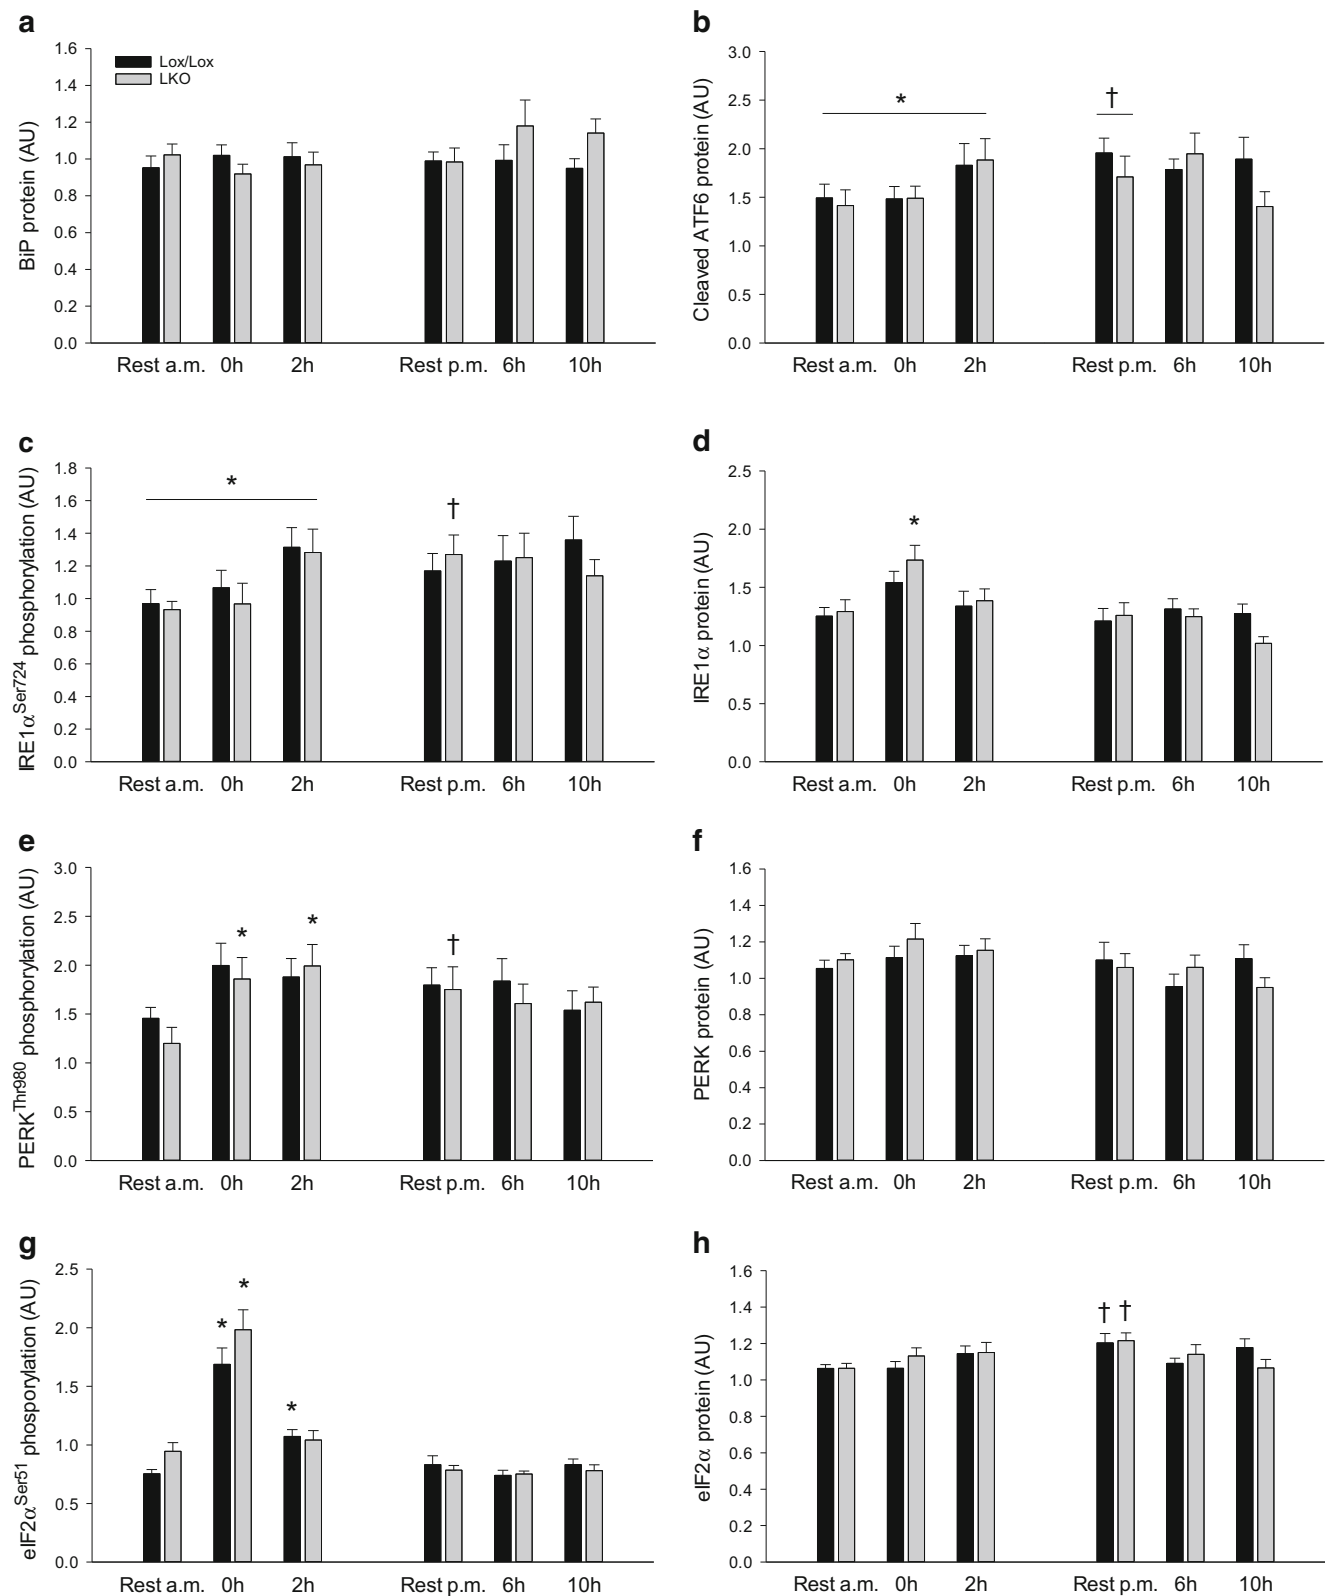 a
BiP protein (AU)
1.6
1.4
1.2
1.0
0.8
0.6
0.4
0.2
0.0
Lox/Lox
LKO
Rest a.m. 0h 2h Rest p.m. 6h 10h
b
Cleaved ATF6 protein (AU)
3.0
2.5
2.0
1.5
1.0
0.5
0.0
* †
Rest a.m. 0h 2h Rest p.m. 6h 10h
c
IRE1α^Ser724 phosphorylation (AU)
1.8
1.6
1.4
1.2
1.0
0.8
0.6
0.4
0.2
0.0
* †
Rest a.m. 0h 2h Rest p.m. 6h 10h
d
IRE1α protein (AU)
2.5
2.0
1.5
1.0
0.5
0.0
*
Rest a.m. 0h 2h Rest p.m. 6h 10h
e
PERK^Thr980 phosphorylation (AU)
3.0
2.5
2.0
1.5
1.0
0.5
0.0
* * †
Rest a.m. 0h 2h Rest p.m. 6h 10h
f
PERK protein (AU)
1.6
1.4
1.2
1.0
0.8
0.6
0.4
0.2
0.0
Rest a.m. 0h 2h Rest p.m. 6h 10h
g
eIF2α^Ser51 phosporylation (AU)
2.5
2.0
1.5
1.0
0.5
0.0
* * *
Rest a.m. 0h 2h Rest p.m. 6h 10h
h
eIF2α protein (AU)
1.6
1.4
1.2
1.0
0.8
0.6
0.4
0.2
0.0
† †
Rest a.m. 0h 2h Rest p.m. 6h 10h